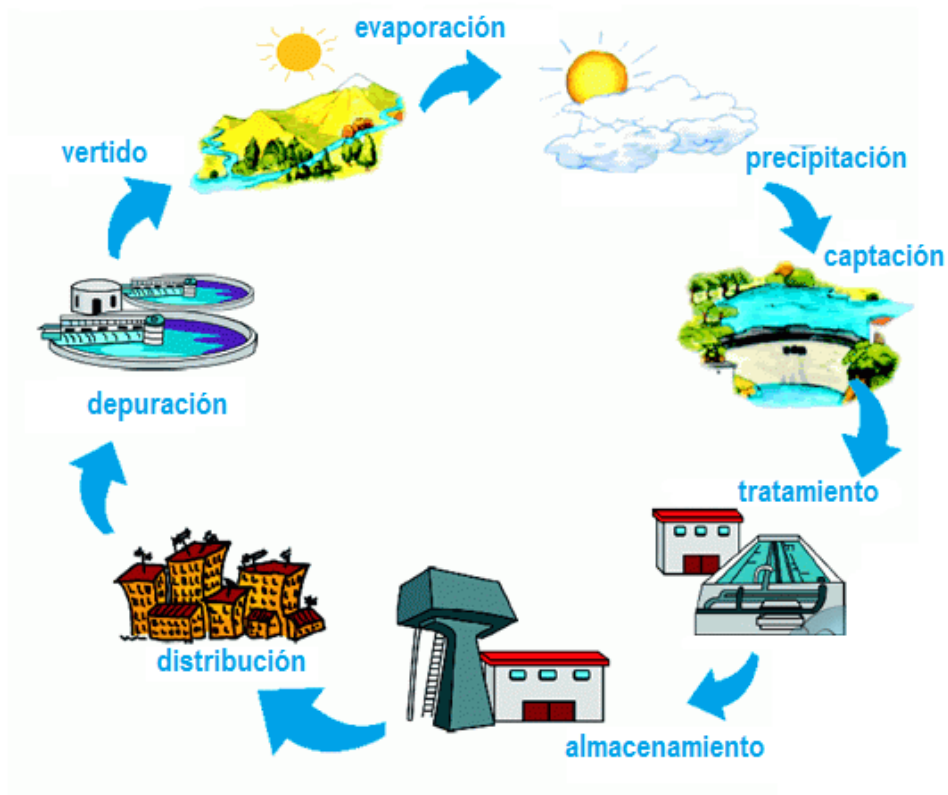 evaporación
precipitación
captación
tratamiento
almacenamiento
distribución
depuración
vertido